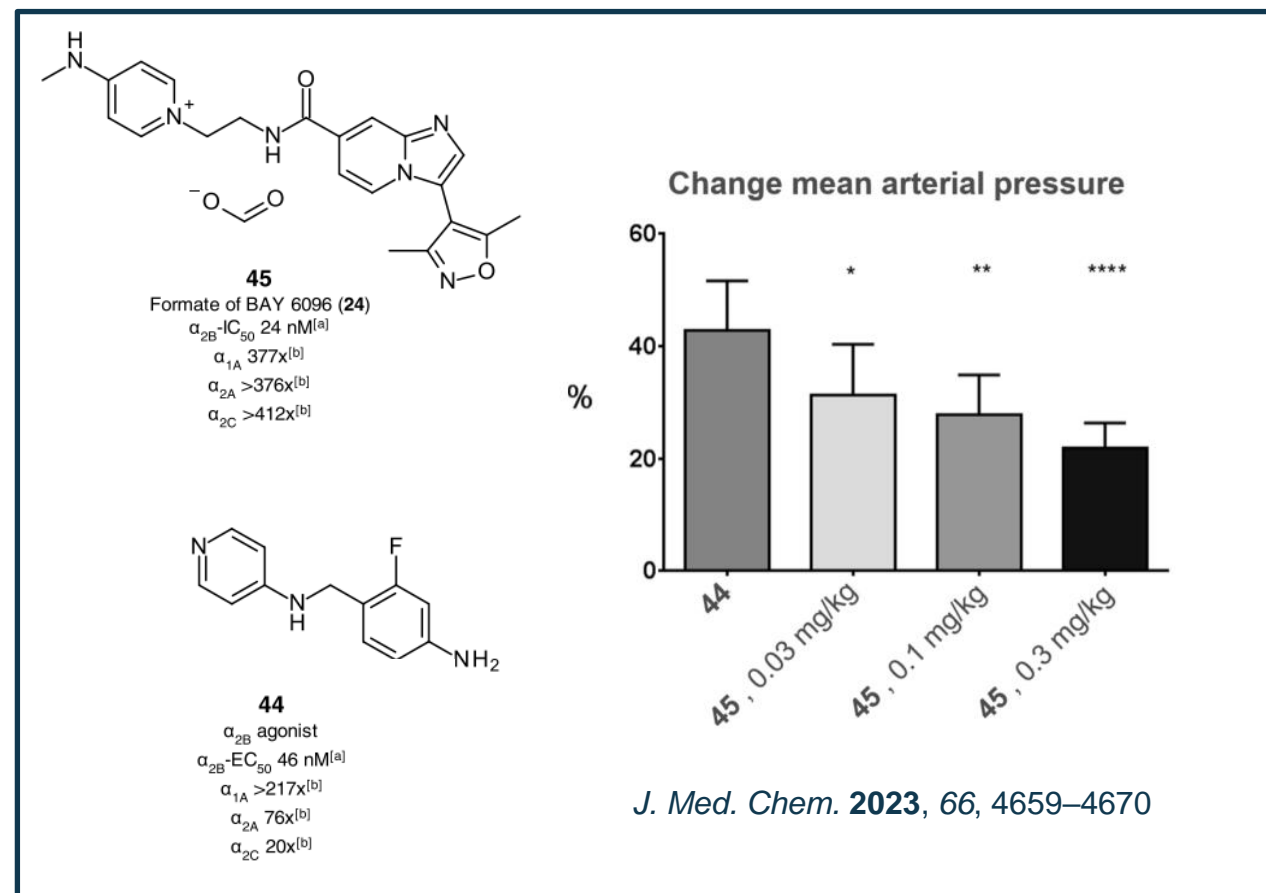 H
N
+
N
N
H
O
N
N
N
O
−
O
O
45
Formate of BAY 6096 (24)
α2B-IC50 24 nM[a]
α1A 377x[b]
α2A >376x[b]
α2C >412x[b]
N
N
H
F
NH2
44
α2B agonist
α2B-EC50 46 nM[a]
α1A >217x[b]
α2A 76x[b]
α2C 20x[b]
Change mean arterial pressure
%
60
40
20
0
*
**
****
44
45 , 0.03 mg/kg
45 , 0.1 mg/kg
45 , 0.3 mg/kg
J. Med. Chem. 2023, 66, 4659–4670